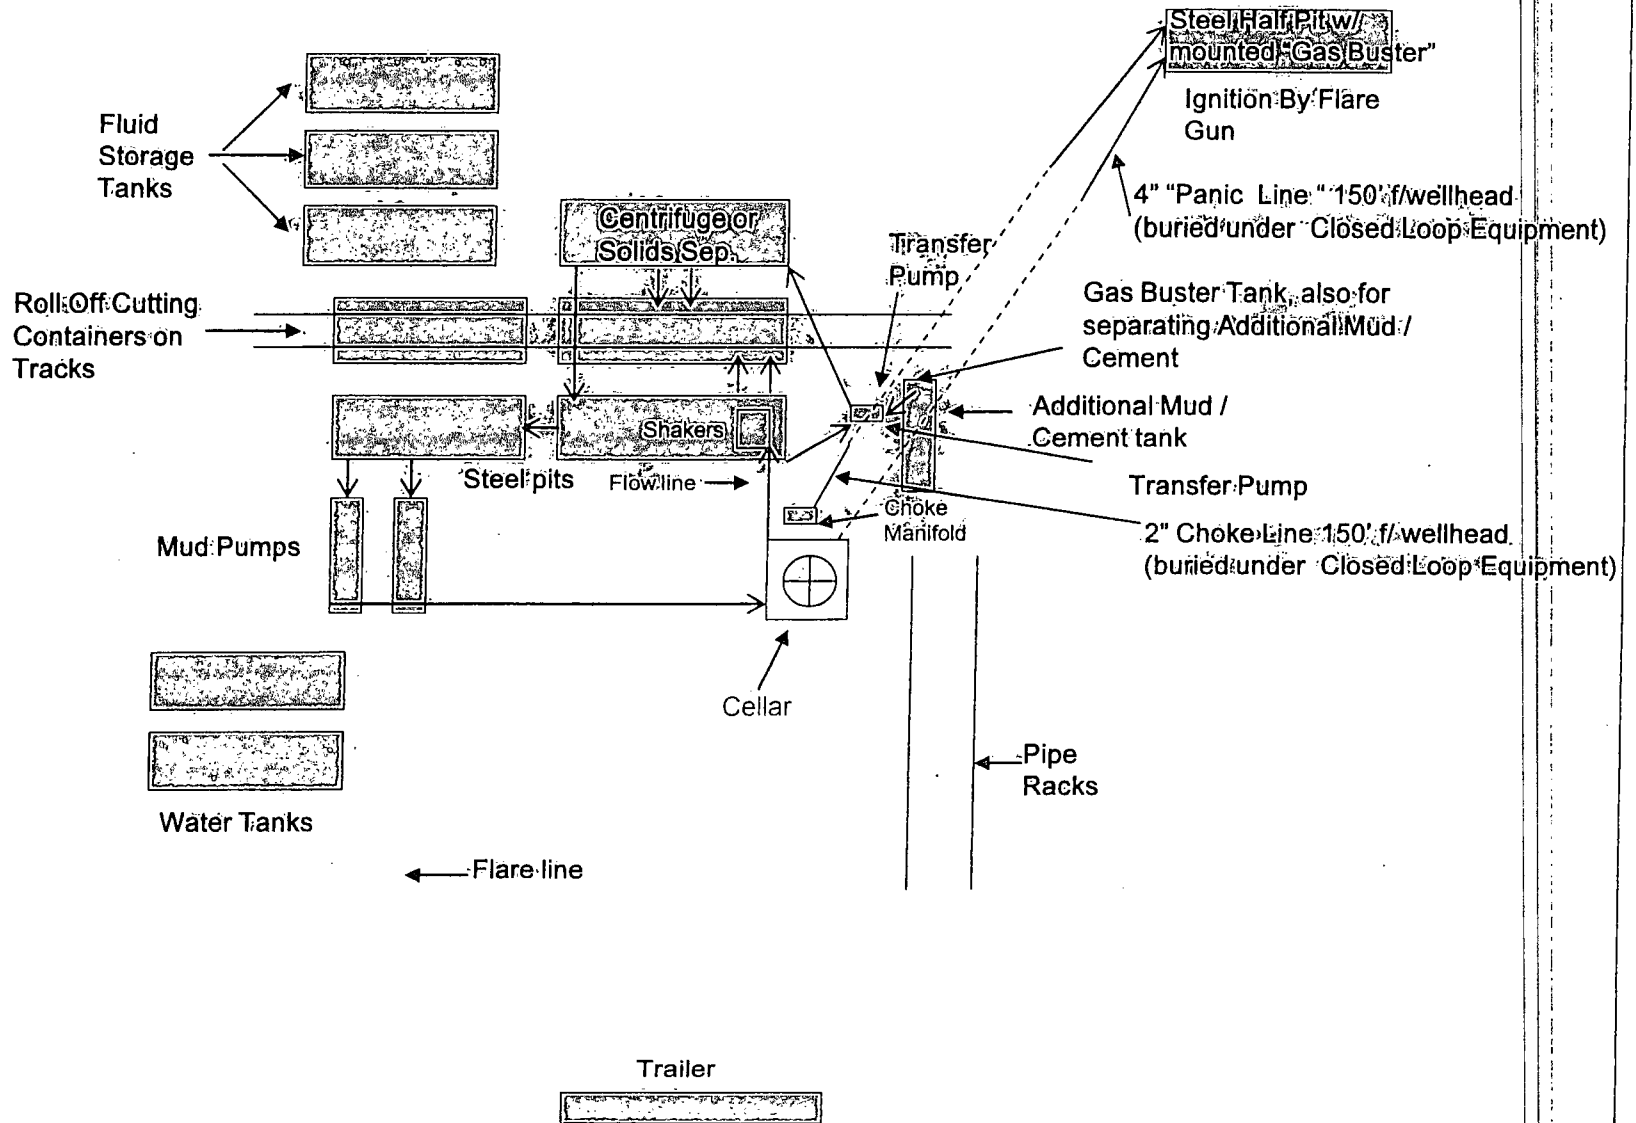 Steel Half Pit w/
mounted "Gas Buster"
Ignition By Flare
Gun
Fluid
Storage
Tanks
4" "Panic Line " 150' f/wellhead
(buried under Closed Loop Equipment)
Centrifuge or
Solids Sep.
Transfer
Pump
Gas Buster Tank, also for
separating Additional Mud /
Cement
Roll Off Cutting
Containers on
Tracks
Additional Mud /
Cement tank
Shakers
Steel pits
Flow line
Transfer Pump
Choke
Manifold
2" Choke Line 150' f/ wellhead
(buried under Closed Loop Equipment)
Mud Pumps
Cellar
Pipe
Racks
Water Tanks
Flare line
Trailer